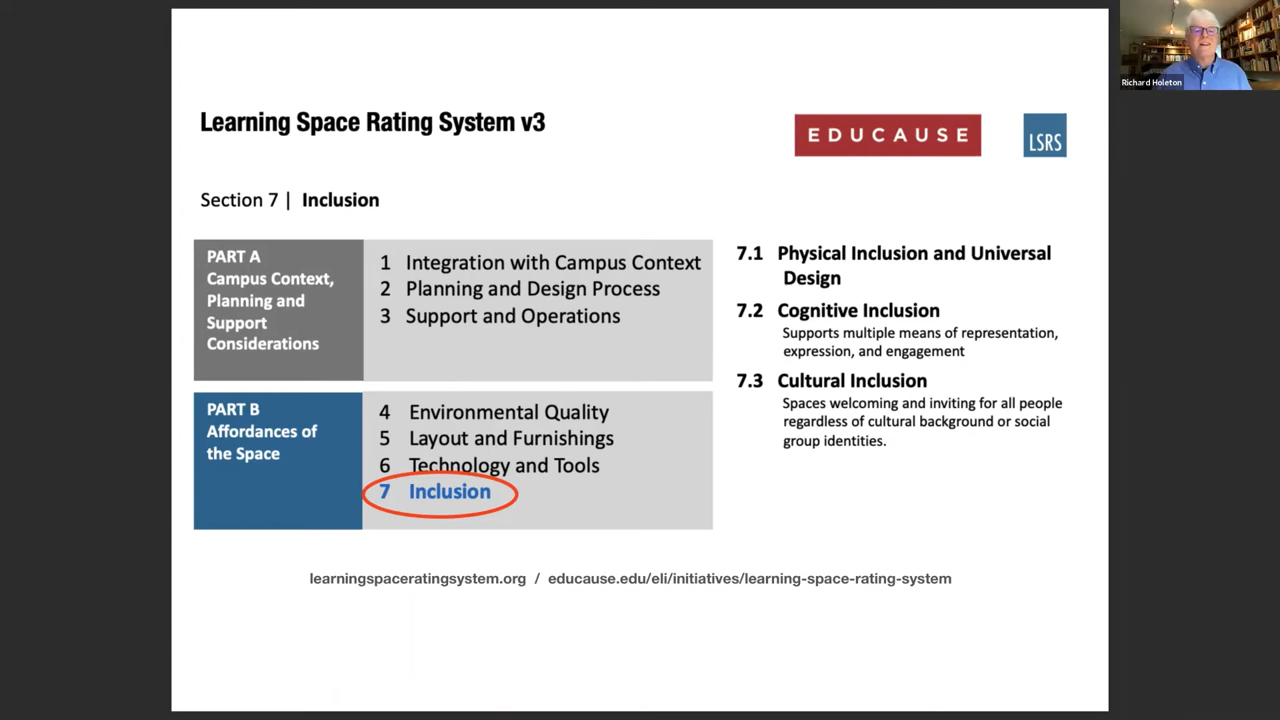 Learning Space Rating System v3
EDUCAUSE
LSRS
Richard Holeton
Section 7 | Inclusion
PART A
Campus Context,
Planning and
Support
Considerations
1 Integration with Campus Context
2 Planning and Design Process
3 Support and Operations
PART B
Affordances of
the Space
4 Environmental Quality
5 Layout and Furnishings
6 Technology and Tools
7 Inclusion
7.1 Physical Inclusion and Universal
Design
7.2 Cognitive Inclusion
Supports multiple means of representation,
expression, and engagement
7.3 Cultural Inclusion
Spaces welcoming and inviting for all people
regardless of cultural background or social
group identities.
learningspaceratingsystem.org / educause.edu/eli/initiatives/learning-space-rating-system